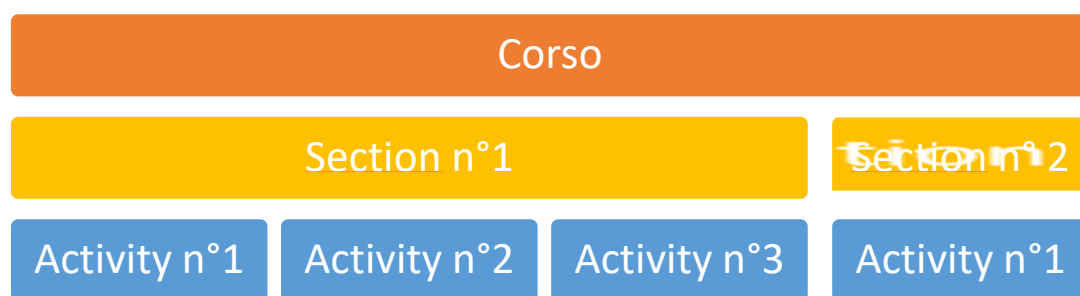 Corso
Section n°1 Section n° 2
Activity n°1 Activity n°2 Activity n°3 Activity n°1